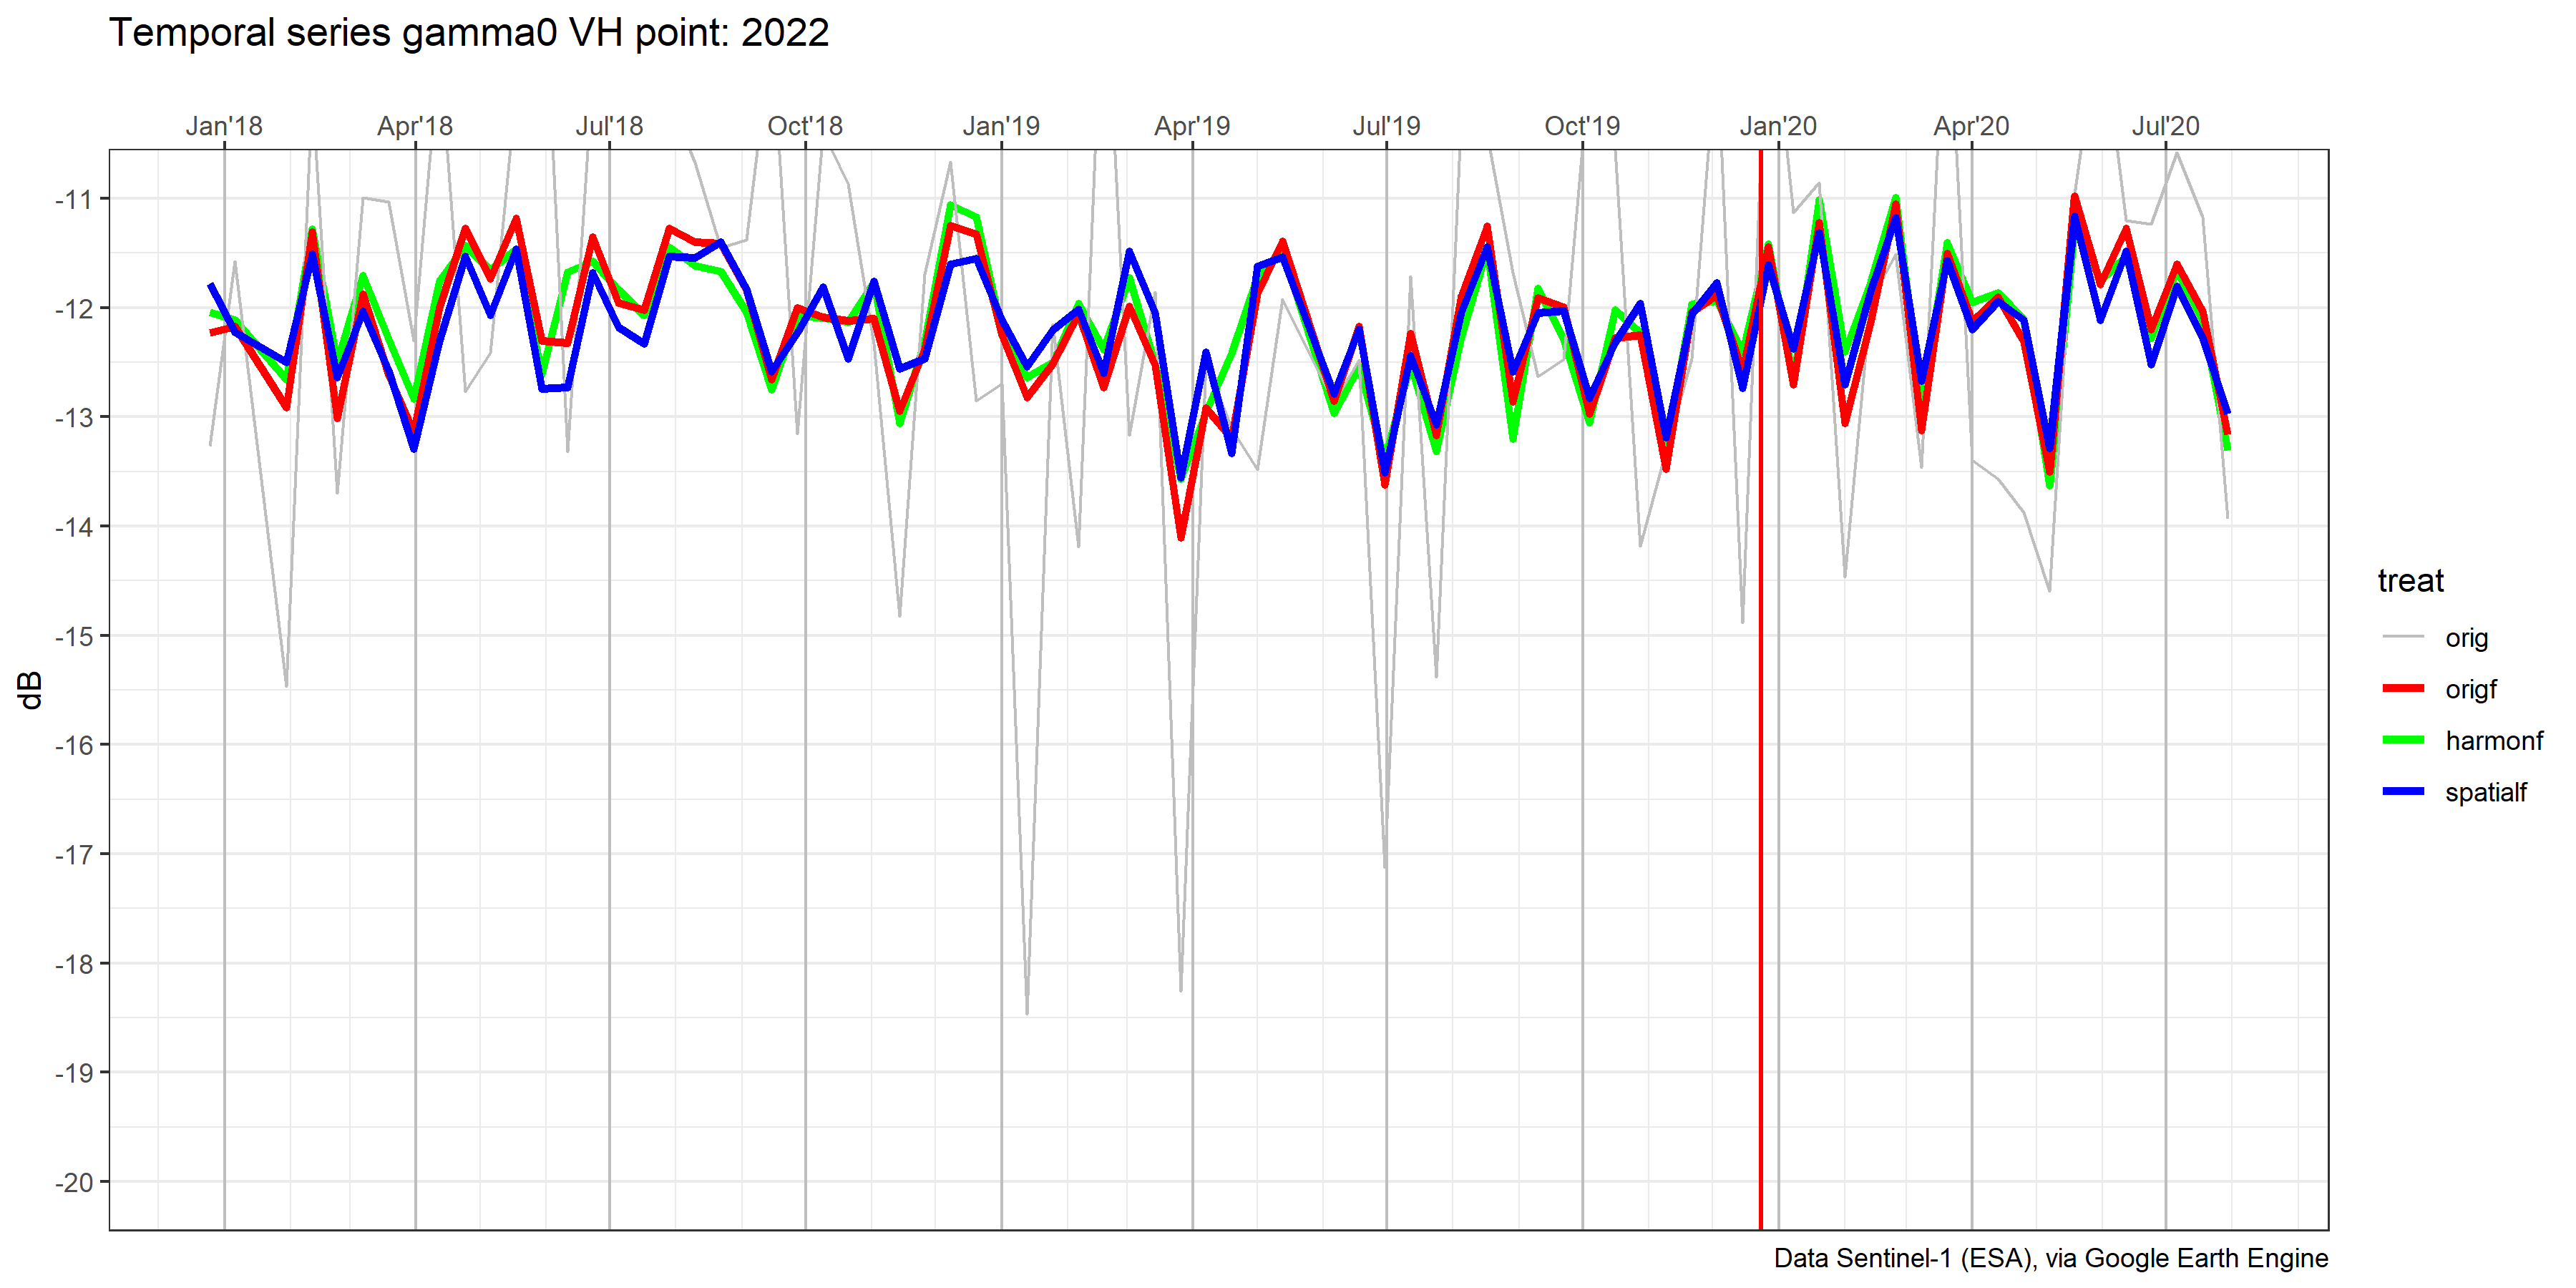 Temporal series gamma0 VH point: 2022
Jan'18 Apr'18 Jul'18 Oct'18 Jan'19 Apr'19 Jul'19 Oct'19 Jan'20 Apr'20 Jul'20
-11
-12
-13
-14
-15
-16
-17
-18
-19
-20
dB
treat
orig
origf
harmonf
spatialf
Data Sentinel-1 (ESA), via Google Earth Engine